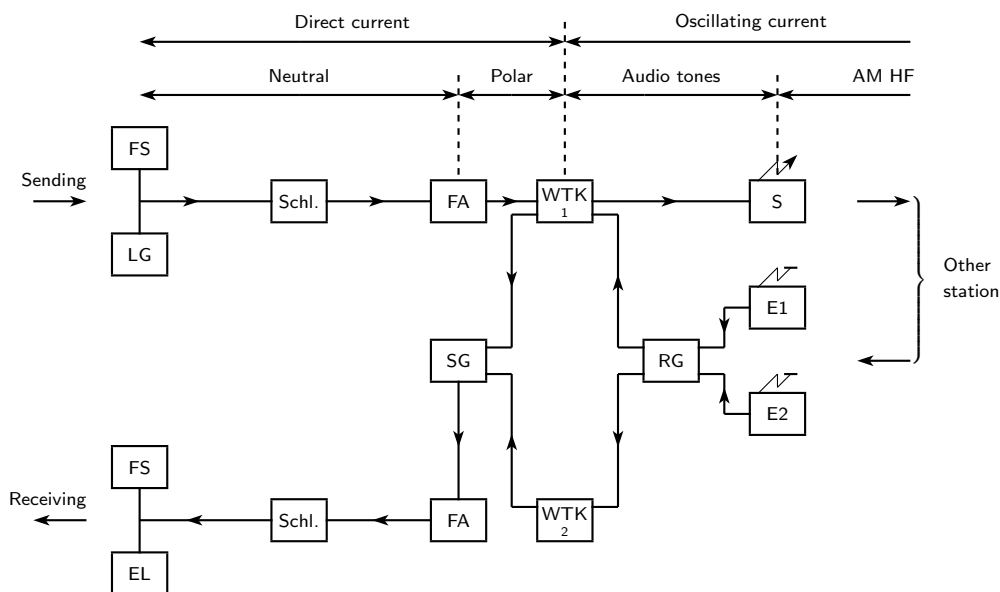 Direct current
Oscillating current
Neutral
Polar
Audio tones
AM HF
FS
Sending
Schl.
FA
WTK
1
S
LG
E1
Other
station
SG
RG
E2
FS
Receiving
Schl.
FA
WTK
2
EL